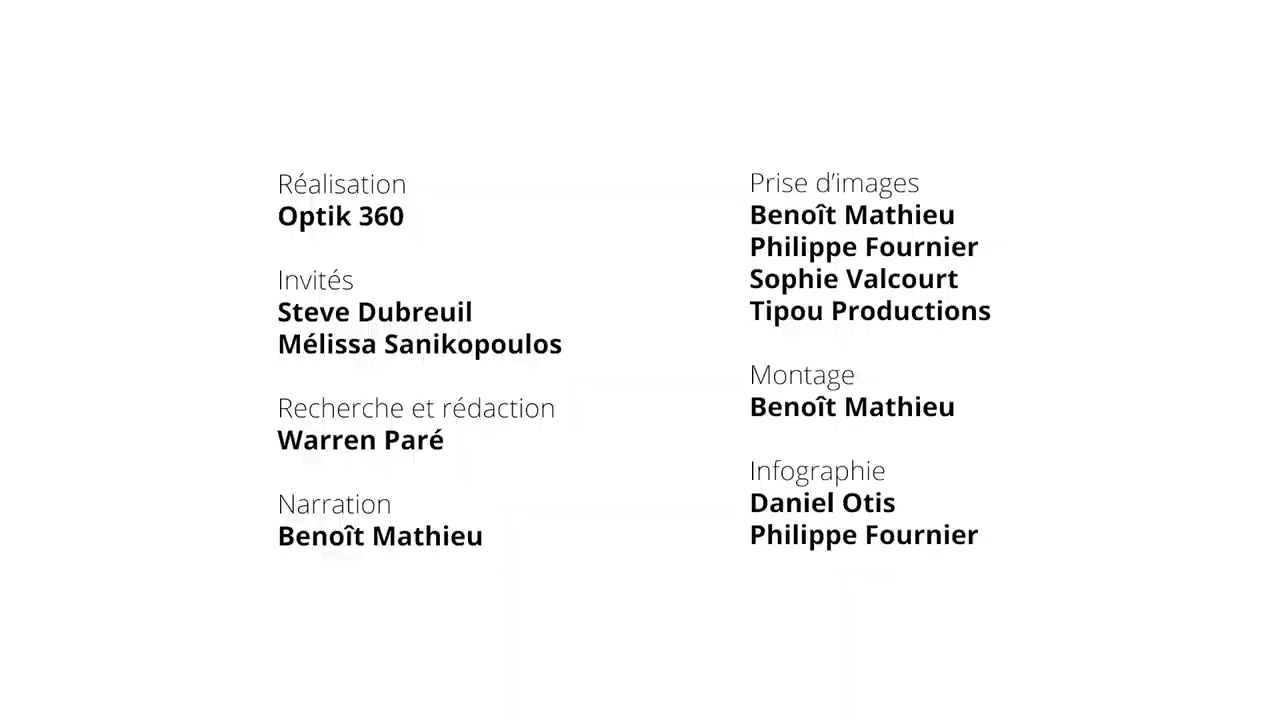 Réalisation
Optik 360
Invités
Steve Dubreuil
Mélissa Sanikopoulos
Recherche et rédaction
Warren Paré
Narration
Benoît Mathieu
Prise d’images
Benoît Mathieu
Philippe Fournier
Sophie Valcourt
Tipou Productions
Montage
Benoît Mathieu
Infographie
Daniel Otis
Philippe Fournier